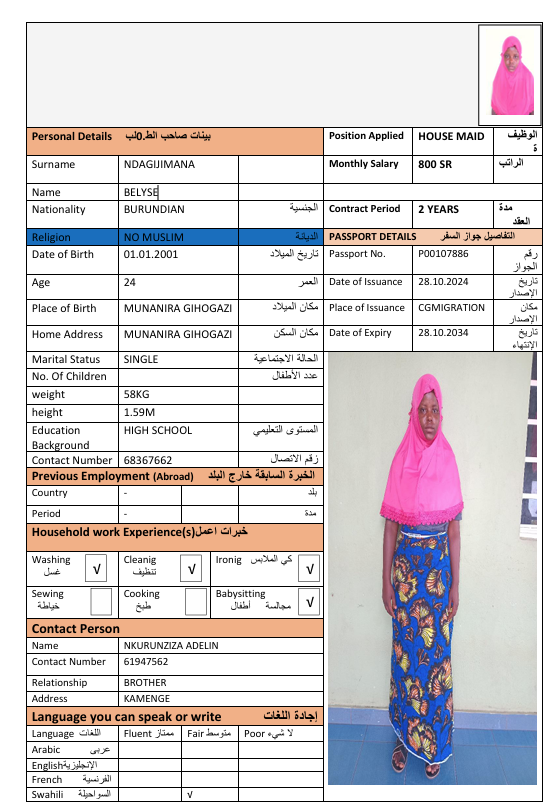 Personal Details بينات صاحب الط.0لب
Position Applied HOUSE MAID الوظيف ة
Surname NDAGIJIMANA
Monthly Salary 800 SR الراتب
Name BELYSE
Nationality BURUNDIAN الجنسية
Contract Period 2 YEARS مدة العقد
Religion NO MUSLIM الديانة
PASSPORT DETAILS التفاصيل جواز السفر
Date of Birth 01.01.2001 تاريخ الميلاد
Passport No. P00107886 رقم الجواز
Age 24 العمر
Date of Issuance 28.10.2024 تاريخ الإصدار
Place of Birth MUNANIRA GIHOGAZI مكان الميلاد
Place of Issuance CGMIGRATION مكان الإصدار
Home Address MUNANIRA GIHOGAZI مكان السكن
Date of Expiry 28.10.2034 تاريخ الإنتهاء
Marital Status SINGLE الحالة الاجتماعية
No. Of Children عدد الأطفال
weight 58KG
height 1.59M
Education Background HIGH SCHOOL المستوى التعليمي
Contact Number 68367662 رقم الاتصال
Previous Employment (Abroad) الخبرة السابقة خارج البلد
Country - بلد
Period - مدة
Household work Experience(s) خبرات اعمل
Washing غسل √ Cleanig تنظيف √ Ironig كي الملابس √
Sewing خياطة Cooking طبخ Babysitting مجالسة أطفال √
Contact Person
Name NKURUNZIZA ADELIN
Contact Number 61947562
Relationship BROTHER
Address KAMENGE
Language you can speak or write إجادة اللغات
Language اللغات Fluent ممتاز Fair متوسط Poor لا شيء
Arabic عربي
English الإنجليزية
French الفرنسية
Swahili السواحيلة √